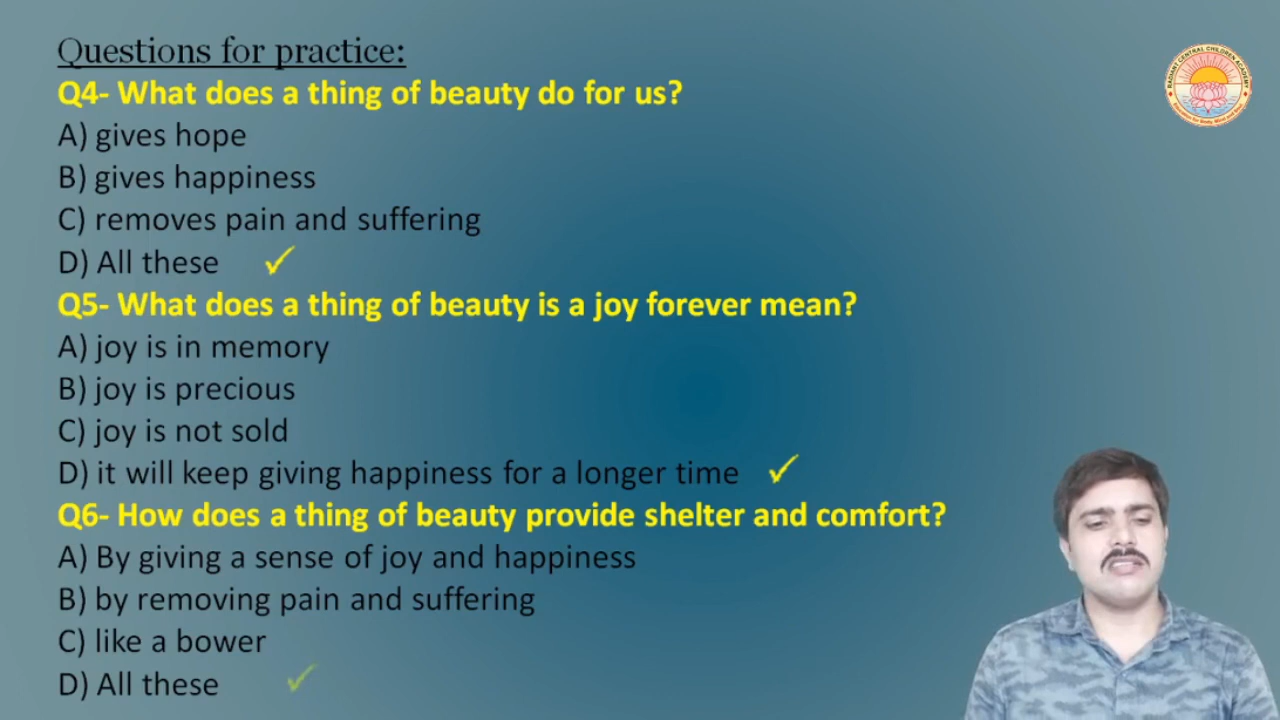 Questions for practice:
Q4- What does a thing of beauty do for us?
A) gives hope
B) gives happiness
C) removes pain and suffering
D) All these
Q5- What does a thing of beauty is a joy forever mean?
A) joy is in memory
B) joy is precious
C) joy is not sold
D) it will keep giving happiness for a longer time
Q6- How does a thing of beauty provide shelter and comfort?
A) By giving a sense of joy and happiness
B) by removing pain and suffering
C) like a bower
D) All these
RADIANT CENTRAL CHILDREN ACADEMY